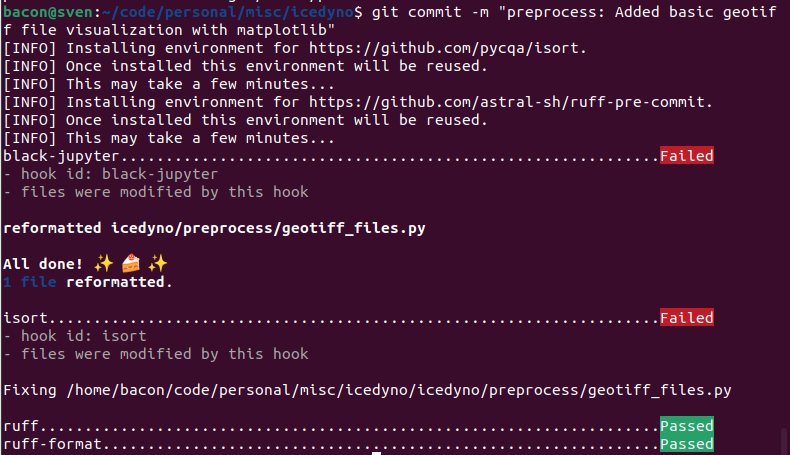 bacon@sven:~/code/personal/misc/icedyno$ git commit -m "preprocess: Added basic geotif
f file visualization with matplotlib"
[INFO] Installing environment for https://github.com/pycqa/isort.
[INFO] Once installed this environment will be reused.
[INFO] This may take a few minutes...
[INFO] Installing environment for https://github.com/astral-sh/ruff-pre-commit.
[INFO] Once installed this environment will be reused.
[INFO] This may take a few minutes...
black-jupyter............................................................Failed
- hook id: black-jupyter
- files were modified by this hook
reformatted icedyno/preprocess/geotiff_files.py
All done! ✨ 🍰 ✨
1 file reformatted.
isort....................................................................Failed
- hook id: isort
- files were modified by this hook
Fixing /home/bacon/code/personal/misc/icedyno/icedyno/preprocess/geotiff_files.py
ruff.....................................................................Passed
ruff-format..............................................................Passed